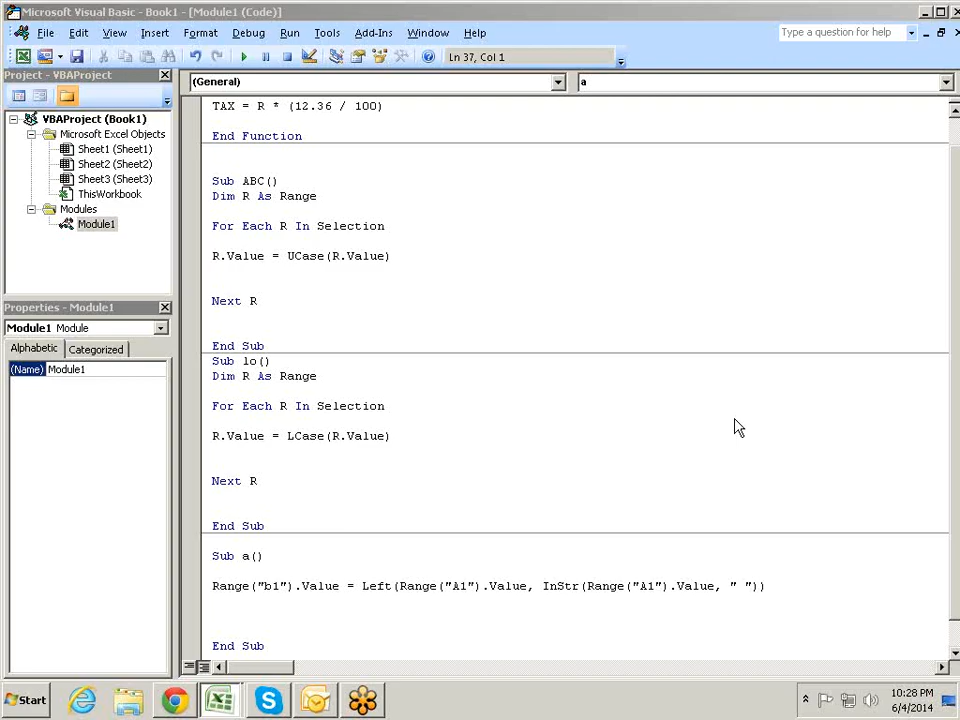 Microsoft Visual Basic - Book1 - [Module1 (Code)]
File Edit View Insert Format Debug Run Tools Add-Ins Window Help
Type a question for help
Ln 37, Col 1
Project - VBAProject
(General)
a
VBAProject (Book1)
Microsoft Excel Objects
Sheet1 (Sheet1)
Sheet2 (Sheet2)
Sheet3 (Sheet3)
ThisWorkbook
Modules
Module1
Properties - Module1
Module1 Module
Alphabetic Categorized
(Name) Module1
TAX = R * (12.36 / 100)
End Function
Sub ABC()
Dim R As Range
For Each R In Selection
R.Value = UCase(R.Value)
Next R
End Sub
Sub lo()
Dim R As Range
For Each R In Selection
R.Value = LCase(R.Value)
Next R
End Sub
Sub a()
Range("b1").Value = Left(Range("A1").Value, InStr(Range("A1").Value, " "))
End Sub
Start
10:28 PM
6/4/2014